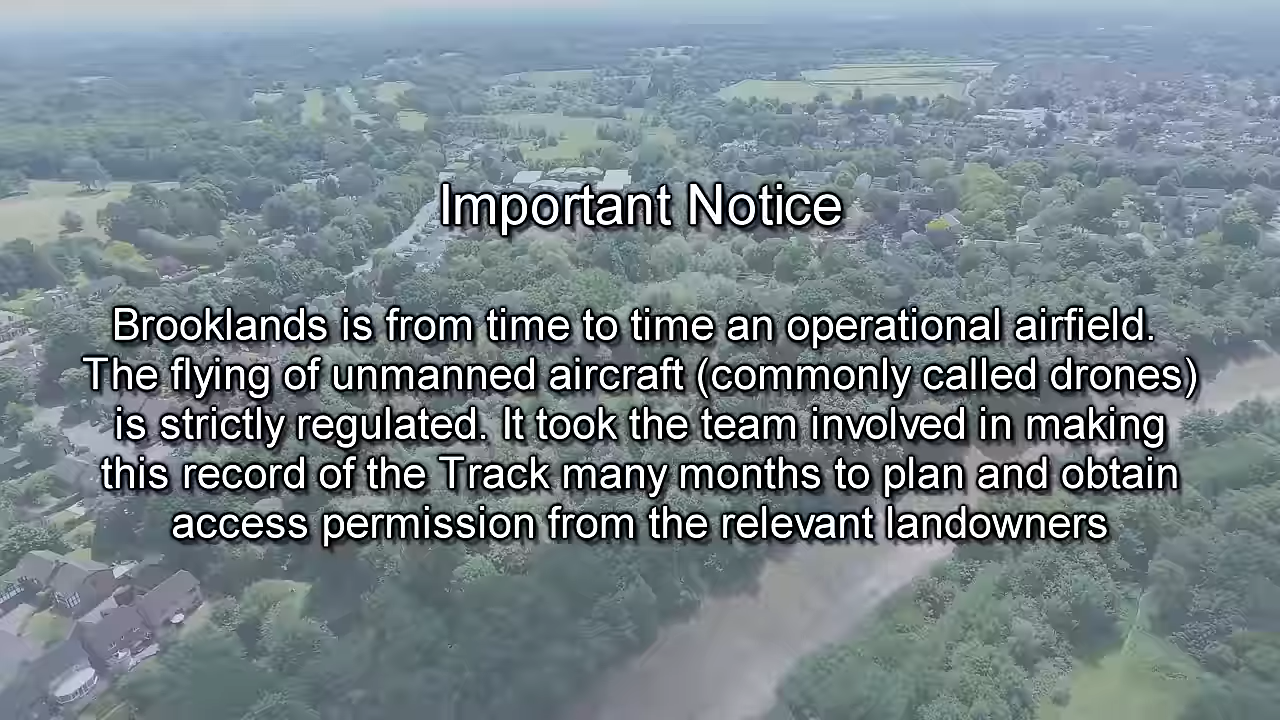 Important Notice
Brooklands is from time to time an operational airfield.
The flying of unmanned aircraft (commonly called drones)
is strictly regulated. It took the team involved in making
this record of the Track many months to plan and obtain
access permission from the relevant landowners